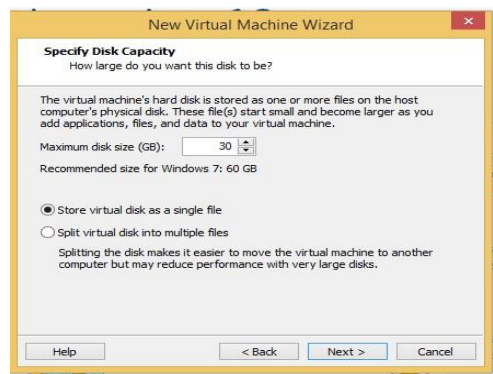 New Virtual Machine Wizard
Specify Disk Capacity
How large do you want this disk to be?
The virtual machine's hard disk is stored as one or more files on the host
computer's physical disk. These file(s) start small and become larger as you
add applications, files, and data to your virtual machine.
Maximum disk size (GB): 30
Recommended size for Windows 7: 60 GB
Store virtual disk as a single file
Split virtual disk into multiple files
Splitting the disk makes it easier to move the virtual machine to another
computer but may reduce performance with very large disks.
Help < Back Next > Cancel